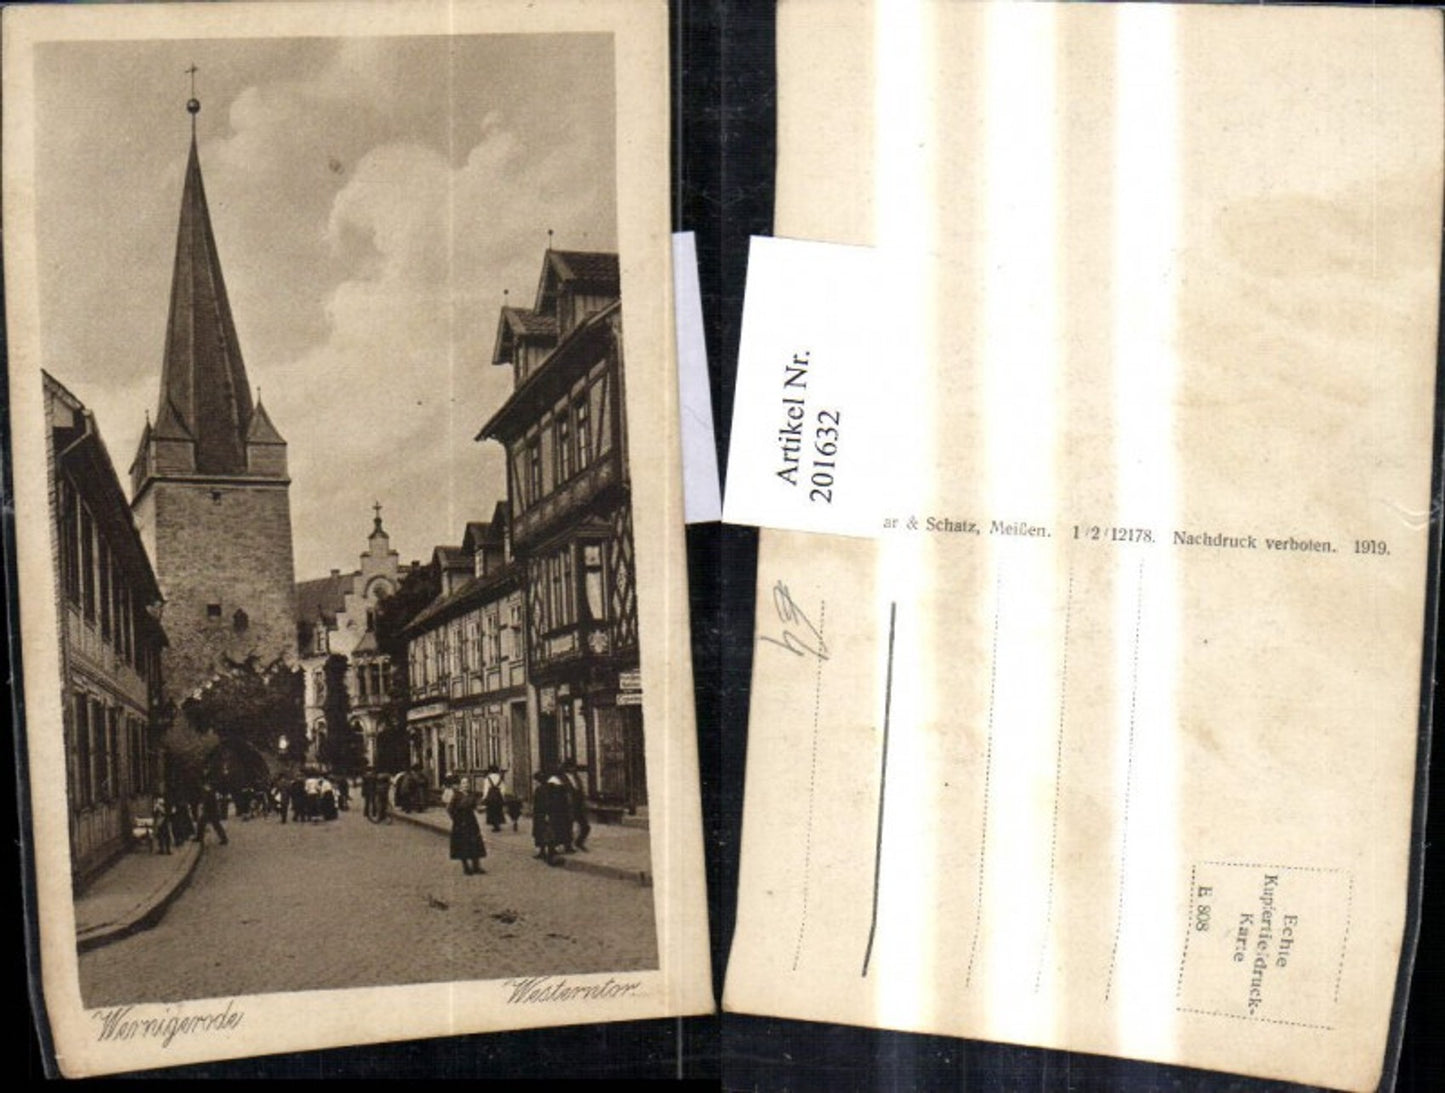 Wernigerode
Westerntor.
Artikel Nr.
201632
ar & Schatz, Meißen. 1/2/12178. Nachdruck verboten. 1919.
Echte
Kupfertiefdruck-
Karte
E 808